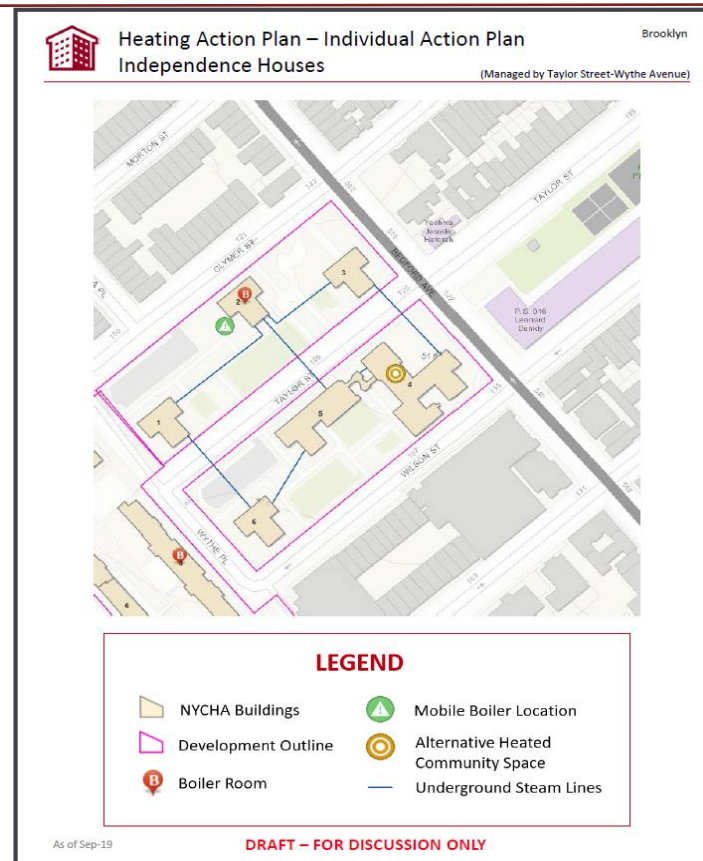 Heating Action Plan – Individual Action Plan
Brooklyn
Independence Houses
(Managed by Taylor Street-Wythe Avenue)
MORTON ST
TAYLOR ST
CLYMER ST
BEDFORD AVE
P.S. 016
Leonard
Dunkly
3
B
2
TAYLOR ST
4
5
1
WILSON ST
6
WYTHE PL
B
6
LEGEND
NYCHA Buildings
Mobile Boiler Location
Development Outline
Alternative Heated
Community Space
B
Boiler Room
Underground Steam Lines
As of Sep-19
DRAFT – FOR DISCUSSION ONLY